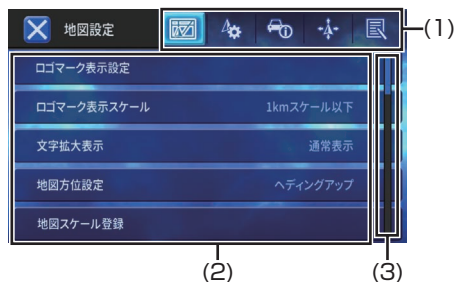 地図設定
(1)
ロゴマーク表示設定
ロゴマーク表示スケール 1kmスケール以下
文字拡大表示 通常表示
地図方位設定 ヘディングアップ
地図スケール登録
(2) (3)